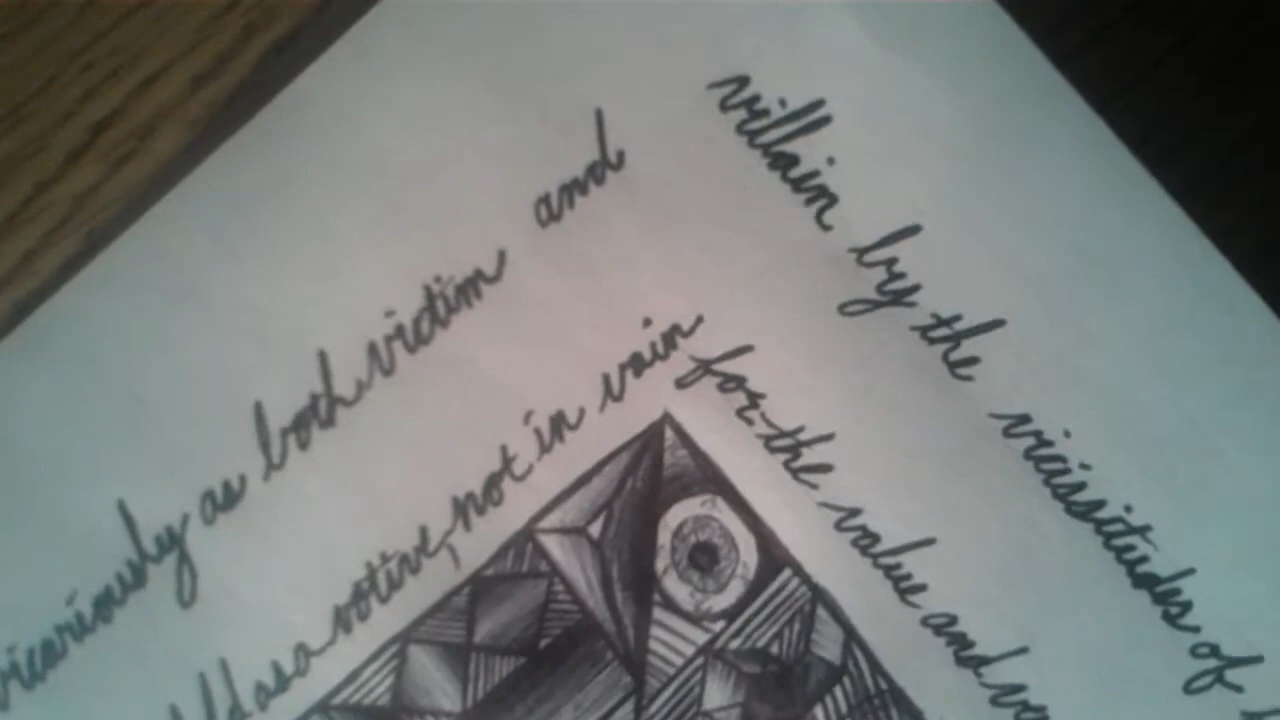 vicariously as both victim and
villain by the vicissitudes of
as a votive, not in vain
for the value and